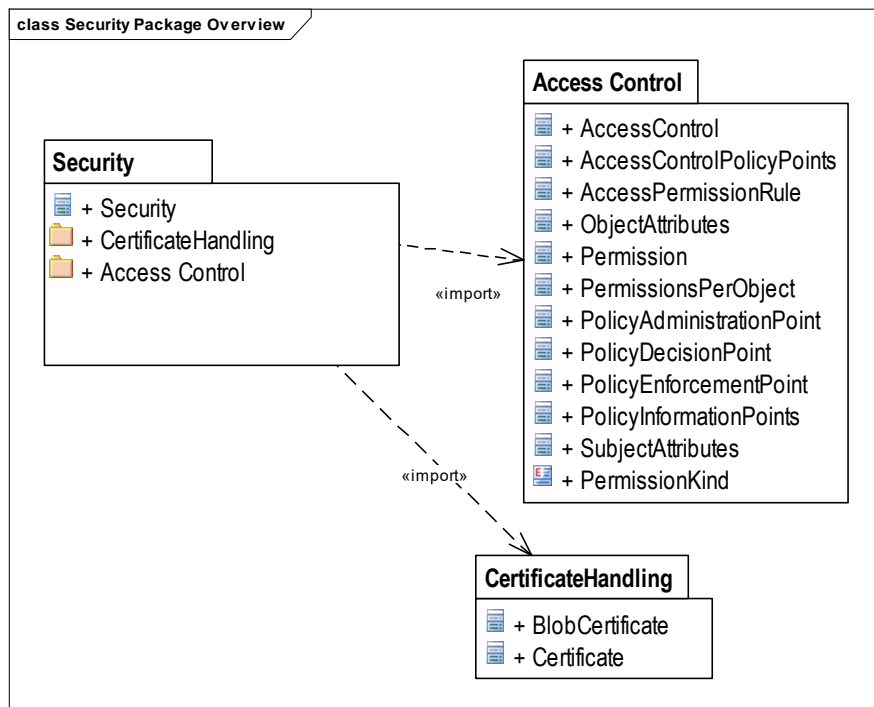 class Security Package Overview
Security
+ Security
+ CertificateHandling
+ Access Control
«import»
«import»
Access Control
+ AccessControl
+ AccessControlPolicyPoints
+ AccessPermissionRule
+ ObjectAttributes
+ Permission
+ PermissionsPerObject
+ PolicyAdministrationPoint
+ PolicyDecisionPoint
+ PolicyEnforcementPoint
+ PolicyInformationPoints
+ SubjectAttributes
E + PermissionKind
CertificateHandling
+ BlobCertificate
+ Certificate